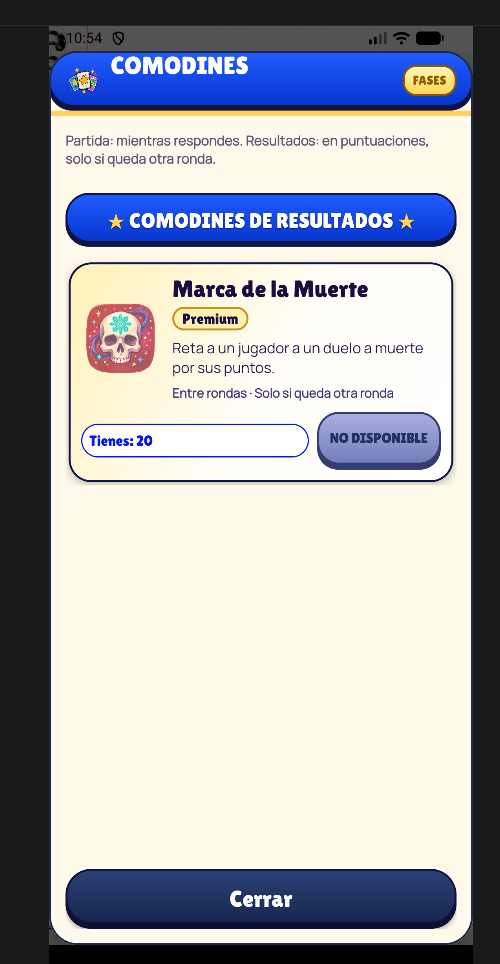 10:54
COMODINES
FASES
Partida: mientras respondes. Resultados: en puntuaciones,
solo si queda otra ronda.
★ COMODINES DE RESULTADOS ★
Marca de la Muerte
Premium
Reta a un jugador a un duelo a muerte
por sus puntos.
Entre rondas · Solo si queda otra ronda
Tienes: 20
NO DISPONIBLE
Cerrar